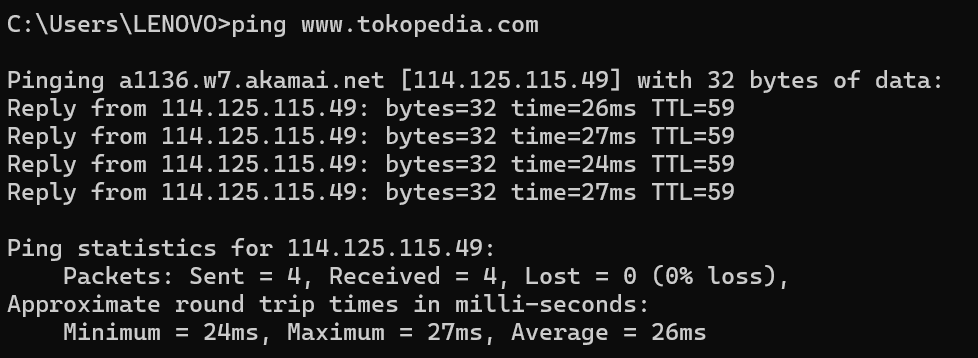 C:\Users\LENOVO>ping www.tokopedia.com
Pinging a1136.w7.akamai.net [114.125.115.49] with 32 bytes of data:
Reply from 114.125.115.49: bytes=32 time=26ms TTL=59
Reply from 114.125.115.49: bytes=32 time=27ms TTL=59
Reply from 114.125.115.49: bytes=32 time=24ms TTL=59
Reply from 114.125.115.49: bytes=32 time=27ms TTL=59
Ping statistics for 114.125.115.49:
    Packets: Sent = 4, Received = 4, Lost = 0 (0% loss),
Approximate round trip times in milli-seconds:
    Minimum = 24ms, Maximum = 27ms, Average = 26ms